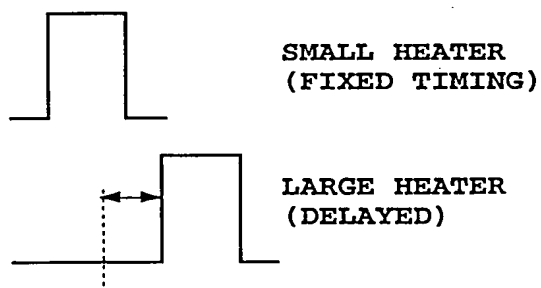 SMALL HEATER
(FIXED TIMING)
LARGE HEATER
(DELAYED)